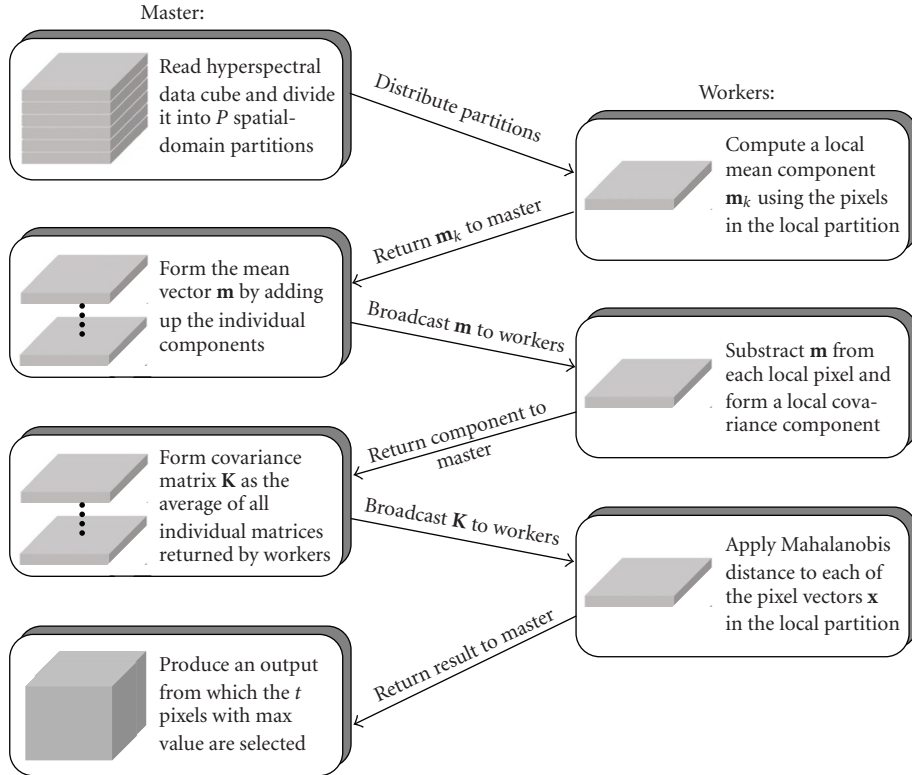 Master:
Read hyperspectral
data cube and divide
it into P spatial-
domain partitions
Distribute partitions
Workers:
Compute a local
mean component
m_k using the pixels
in the local partition
Return m_k to master
Form the mean
vector m by adding
up the individual
components
Broadcast m to workers
Substract m from
each local pixel and
form a local cova-
riance component
Return component to
master
Form covariance
matrix K as the
average of all
individual matrices
returned by workers
Broadcast K to workers
Apply Mahalanobis
distance to each of
the pixel vectors x
in the local partition
Return result to master
Produce an output
from which the t
pixels with max
value are selected